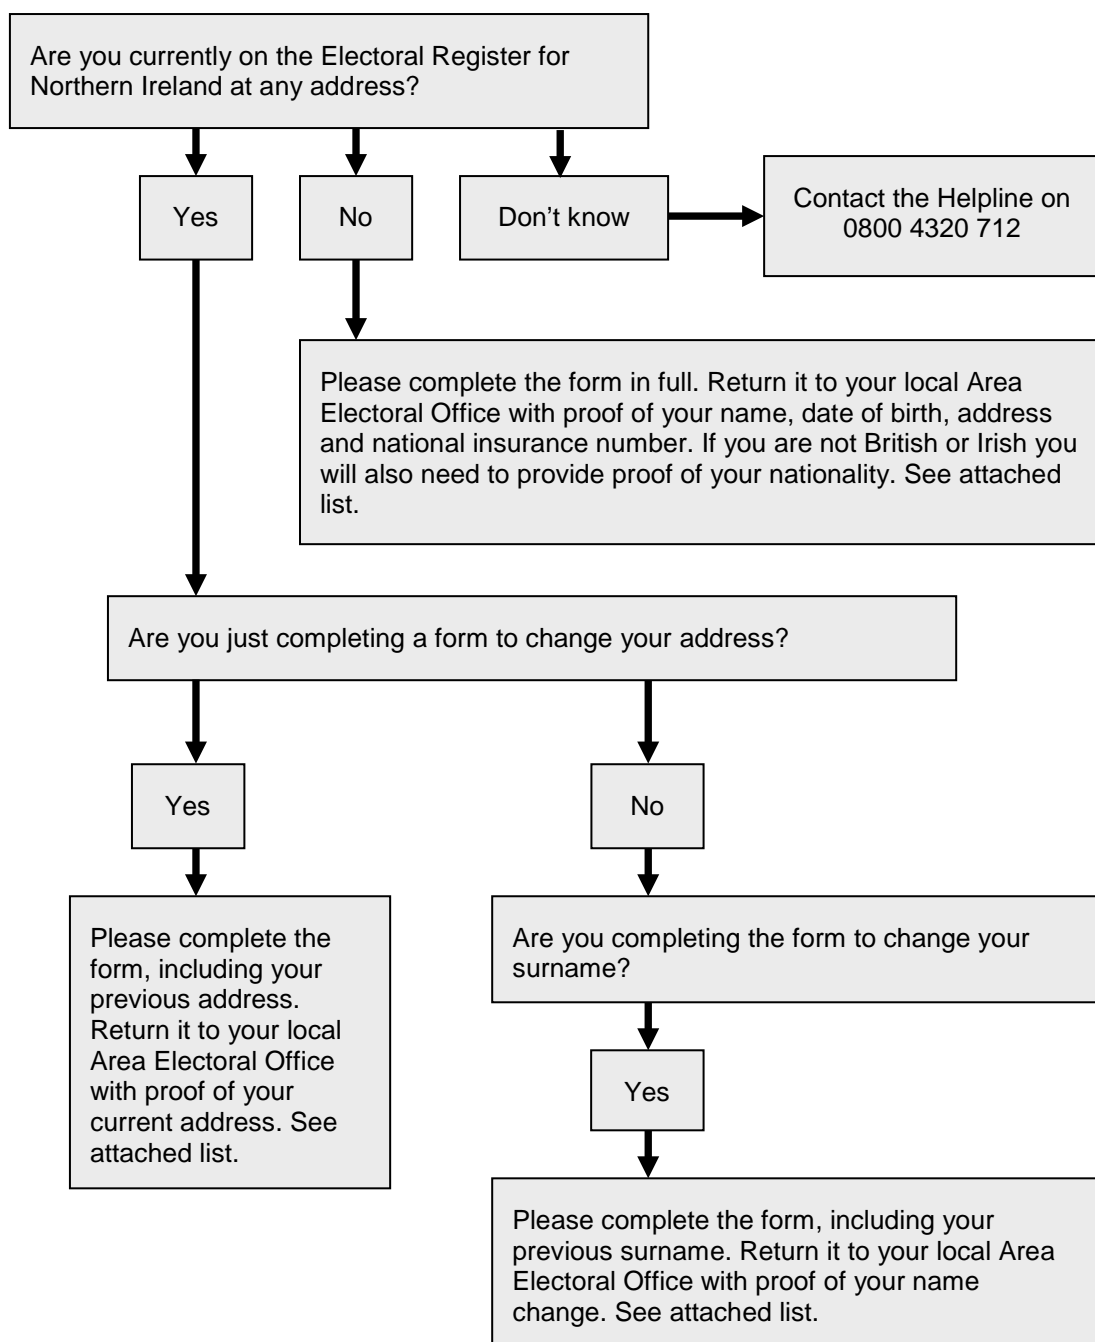 Are you currently on the Electoral Register for
Northern Ireland at any address?
Yes
No
Don’t know
Contact the Helpline on
0800 4320 712
Please complete the form in full. Return it to your local Area
Electoral Office with proof of your name, date of birth, address
and national insurance number. If you are not British or Irish you
will also need to provide proof of your nationality. See attached
list.
Are you just completing a form to change your address?
Yes
No
Please complete the
form, including your
previous address.
Return it to your local
Area Electoral Office
with proof of your
current address. See
attached list.
Are you completing the form to change your
surname?
Yes
Please complete the form, including your
previous surname. Return it to your local Area
Electoral Office with proof of your name
change. See attached list.